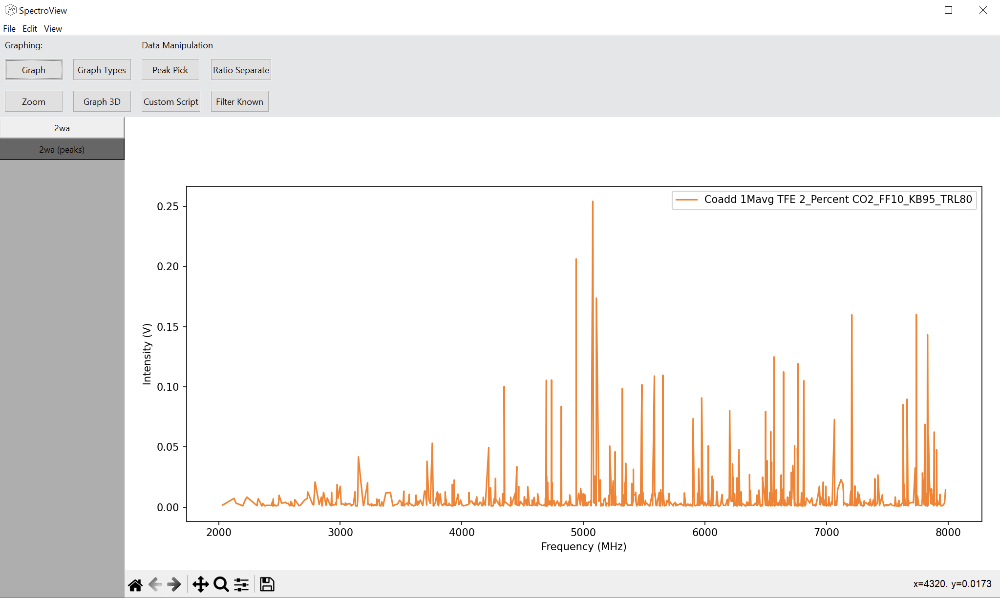 SpectroView
File Edit View
Graphing: Data Manipulation
Graph Graph Types Peak Pick Ratio Separate
Zoom Graph 3D Custom Script Filter Known
2wa
2wa (peaks)
Coadd 1Mavg TFE 2_Percent CO2_FF10_KB95_TRL80
0.25
0.20
0.15
0.10
0.05
0.00
Intensity (V)
2000 3000 4000 5000 6000 7000 8000
Frequency (MHz)
x=4320. y=0.0173